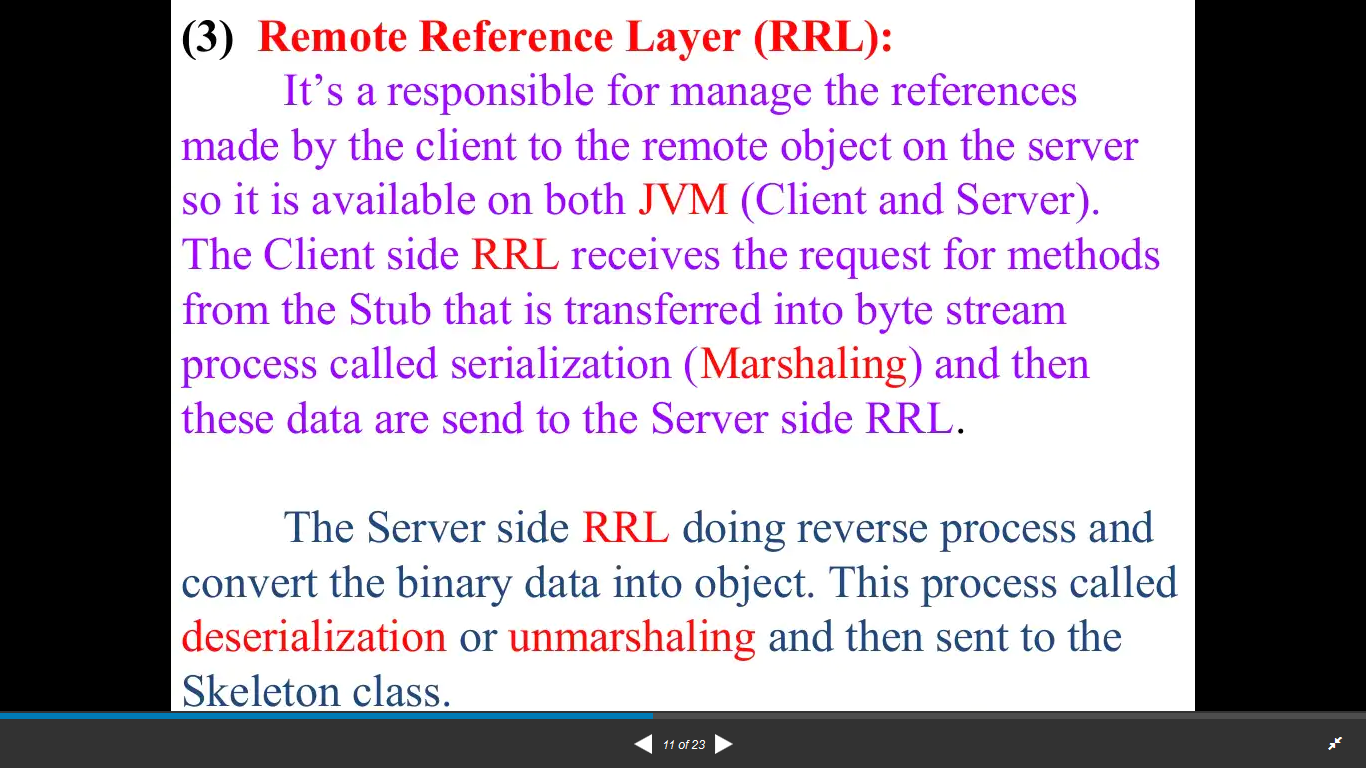 (3) Remote Reference Layer (RRL):
It’s a responsible for manage the references
made by the client to the remote object on the server
so it is available on both JVM (Client and Server).
The Client side RRL receives the request for methods
from the Stub that is transferred into byte stream
process called serialization (Marshaling) and then
these data are send to the Server side RRL.
The Server side RRL doing reverse process and
convert the binary data into object. This process called
deserialization or unmarshaling and then sent to the
Skeleton class.
11 of 23